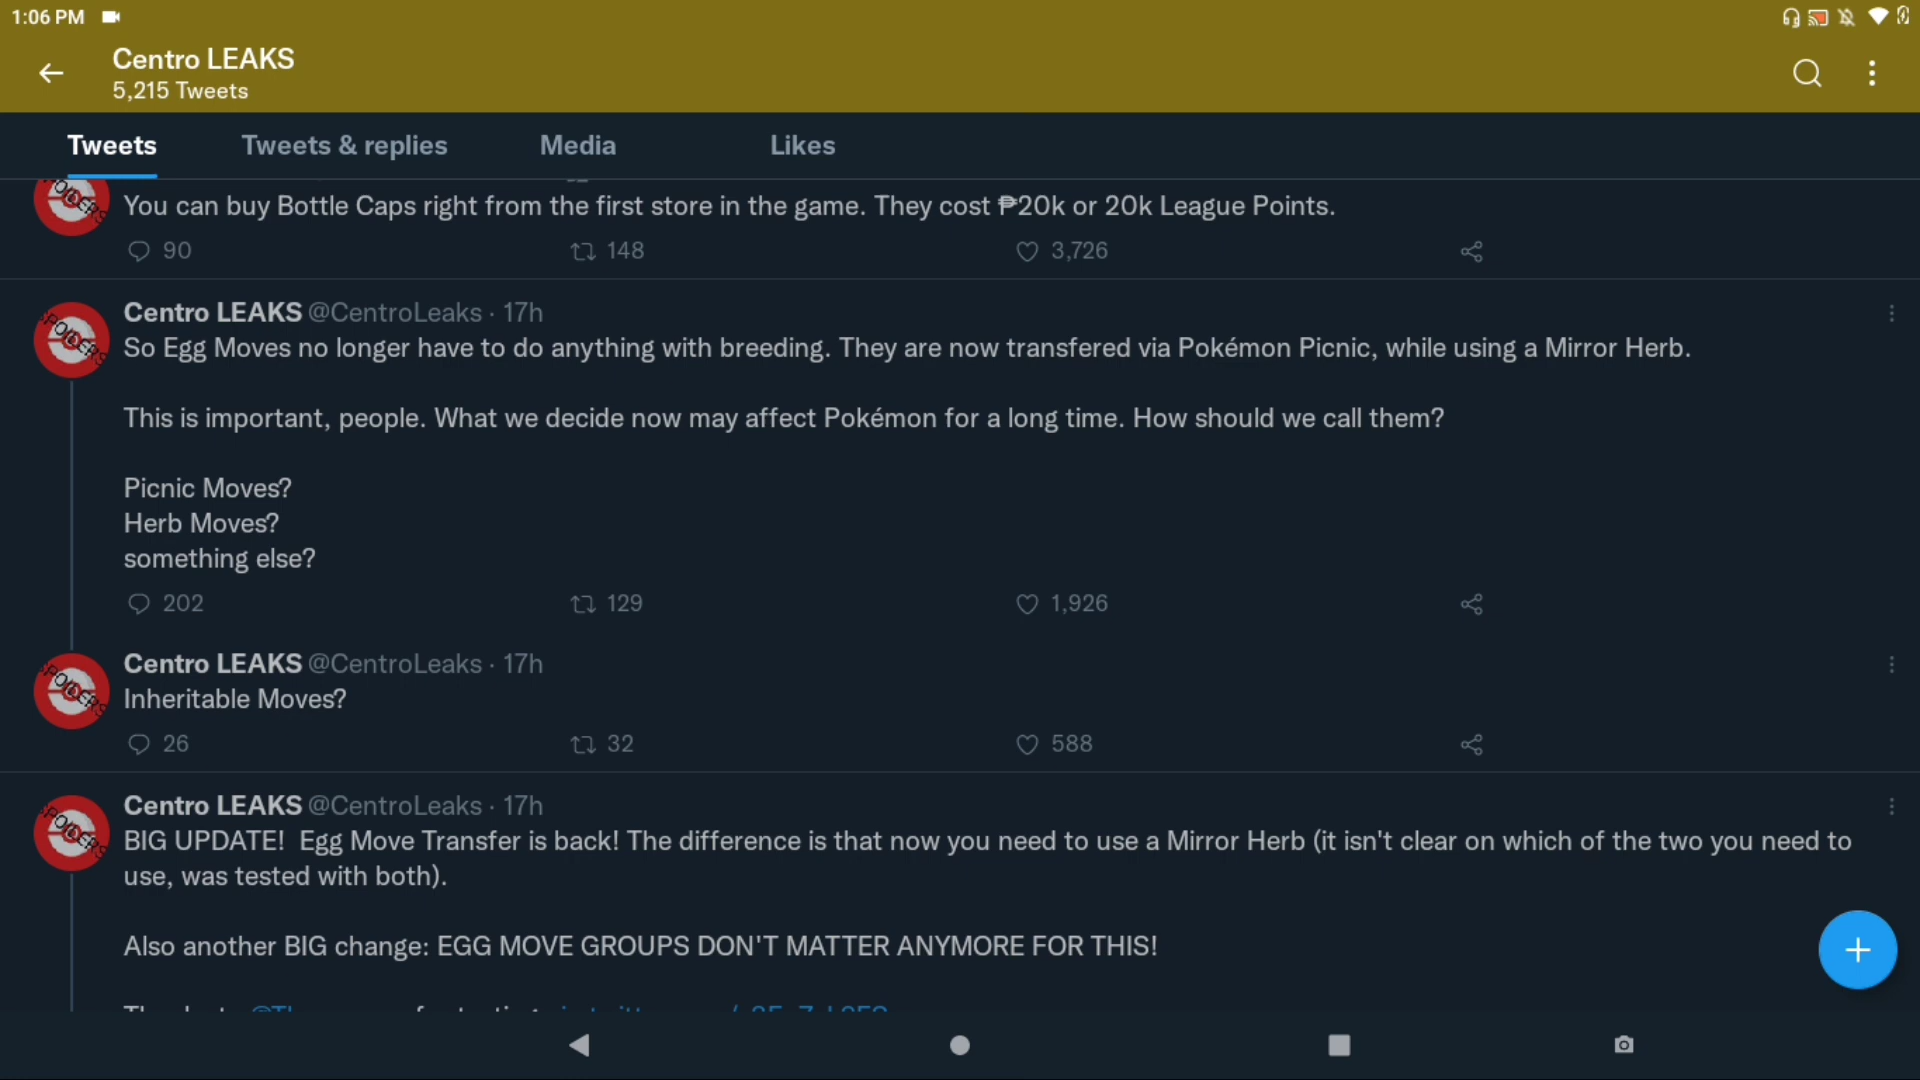 1:06 PM
Centro LEAKS
5,215 Tweets
Tweets
Tweets & replies
Media
Likes
You can buy Bottle Caps right from the first store in the game. They cost ₱20k or 20k League Points.
90
148
3,726
Centro LEAKS @CentroLeaks · 17h
So Egg Moves no longer have to do anything with breeding. They are now transfered via Pokémon Picnic, while using a Mirror Herb.
This is important, people. What we decide now may affect Pokémon for a long time. How should we call them?
Picnic Moves?
Herb Moves?
something else?
202
129
1,926
Centro LEAKS @CentroLeaks · 17h
Inheritable Moves?
26
32
588
Centro LEAKS @CentroLeaks · 17h
BIG UPDATE!  Egg Move Transfer is back! The difference is that now you need to use a Mirror Herb (it isn't clear on which of the two you need to
use, was tested with both).
Also another BIG change: EGG MOVE GROUPS DON'T MATTER ANYMORE FOR THIS!